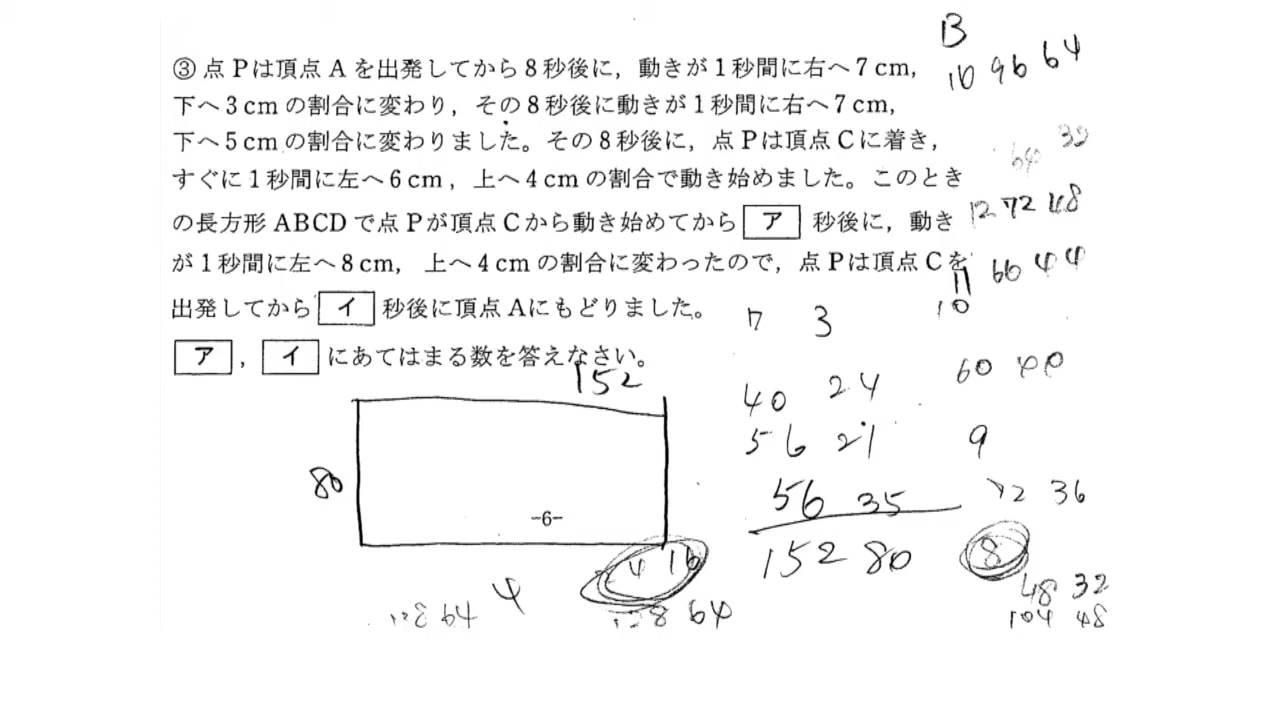 ③ 点Pは頂点Aを出発してから8秒後に，動きが1秒間に右へ7cm，
下へ3cmの割合に変わり，その8秒後に動きが1秒間に右へ7cm，
下へ5cmの割合に変わりました。その8秒後に，点Pは頂点Cに着き，
すぐに1秒間に左へ6cm，上へ4cmの割合で動き始めました。このとき
の長方形ABCDで点Pが頂点Cから動き始めてから ア 秒後に，動き
が1秒間に左へ8cm， 上へ4cmの割合に変わったので，点Pは頂点Cを
出発してから イ 秒後に頂点Aにもどりました。
ア ， イ にあてはまる数を答えなさい。
B
10 96 64
32
12 72 48
11 66 44
10
7 3
60 40
152
40 24
56 21
9
80
56 35
72 36
-6-
152 80
8
4 16
48 32
4
64
64
104 48